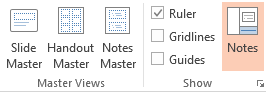 Slide Master
Handout Master
Notes Master
Master Views
Ruler
Gridlines
Guides
Show
Notes